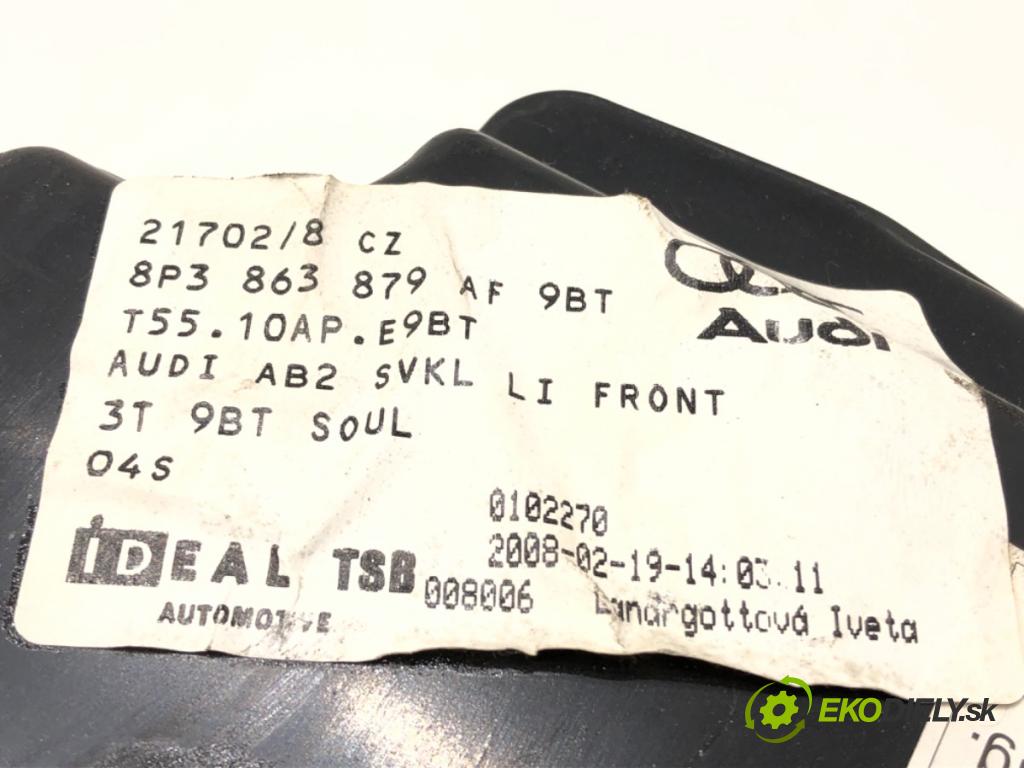 21702/8 CZ
8P3 863 879 AF 9BT
T55.10AP.E9BT
AUDI AB2 SVKL LI FRONT
3T 9BT SOUL
04S
Audi
0102270
2008-02-19-14:03.11
008006 Iveta
IDEAL TSB
AUTOMOTIVE
EKODIELY.sk
g.